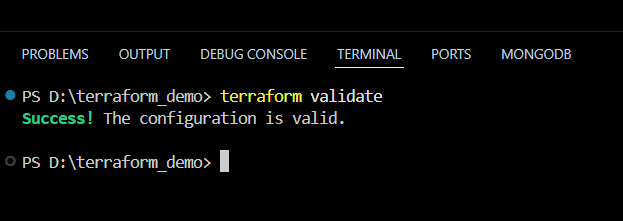 PROBLEMS OUTPUT DEBUG CONSOLE TERMINAL PORTS MONGODB
PS D:\terraform_demo> terraform validate
Success! The configuration is valid.
PS D:\terraform_demo>